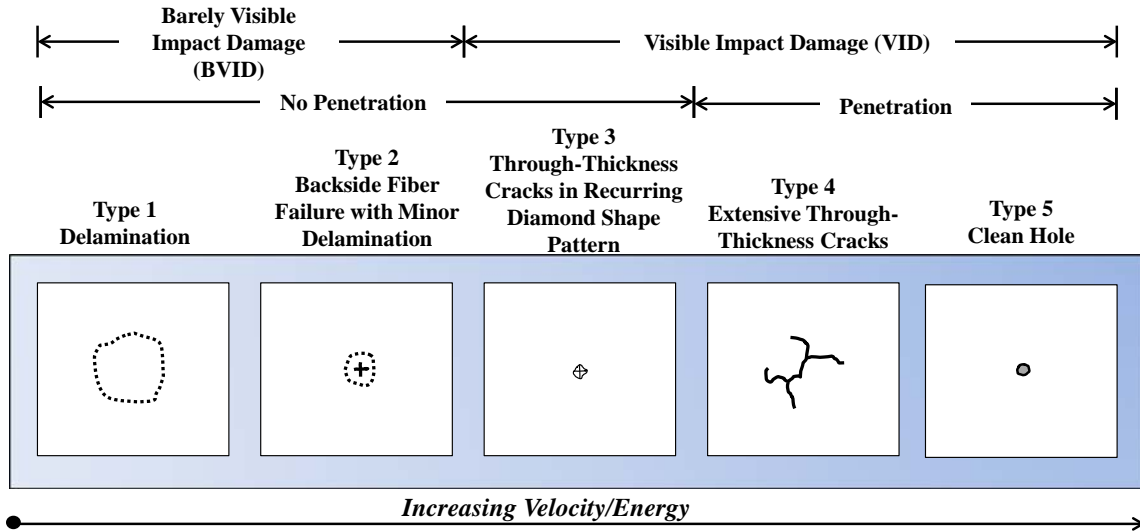 Barely Visible
Impact Damage
(BVID)
Visible Impact Damage (VID)
No Penetration
Penetration
Type 1
Delamination
Type 2
Backside Fiber
Failure with Minor
Delamination
Type 3
Through-Thickness
Cracks in Recurring
Diamond Shape
Pattern
Type 4
Extensive Through-
Thickness Cracks
Type 5
Clean Hole
Increasing Velocity/Energy